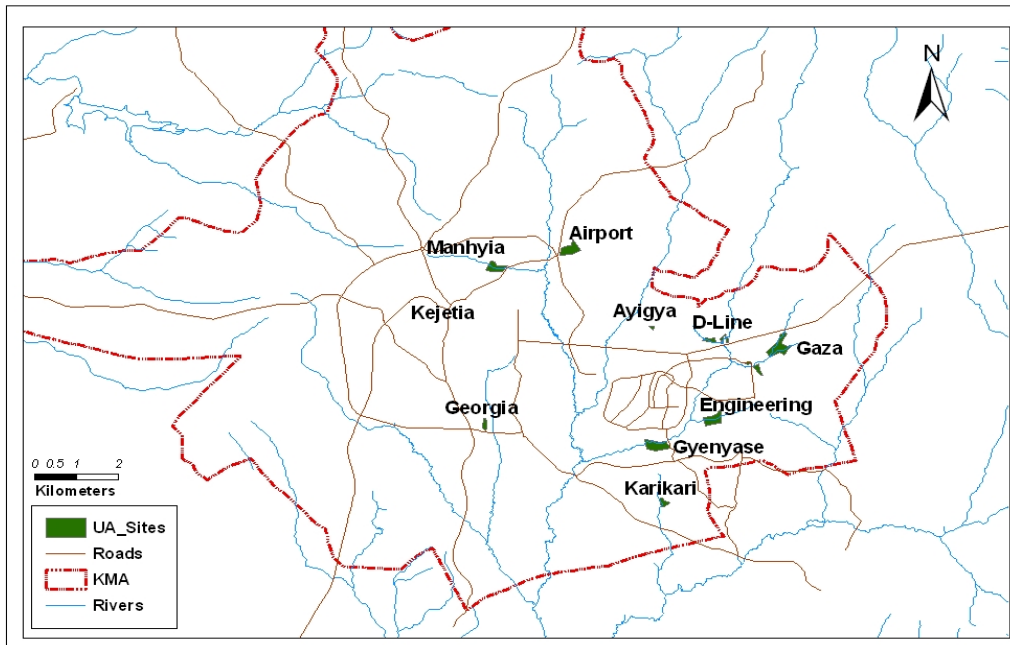 N
Airport
Manhyia
Kejetia
Ayigya
D-Line
Gaza
Georgia
Engineering
Gyenyase
Karikari
0 0.5 1 2
Kilometers
UA_Sites
Roads
KMA
Rivers